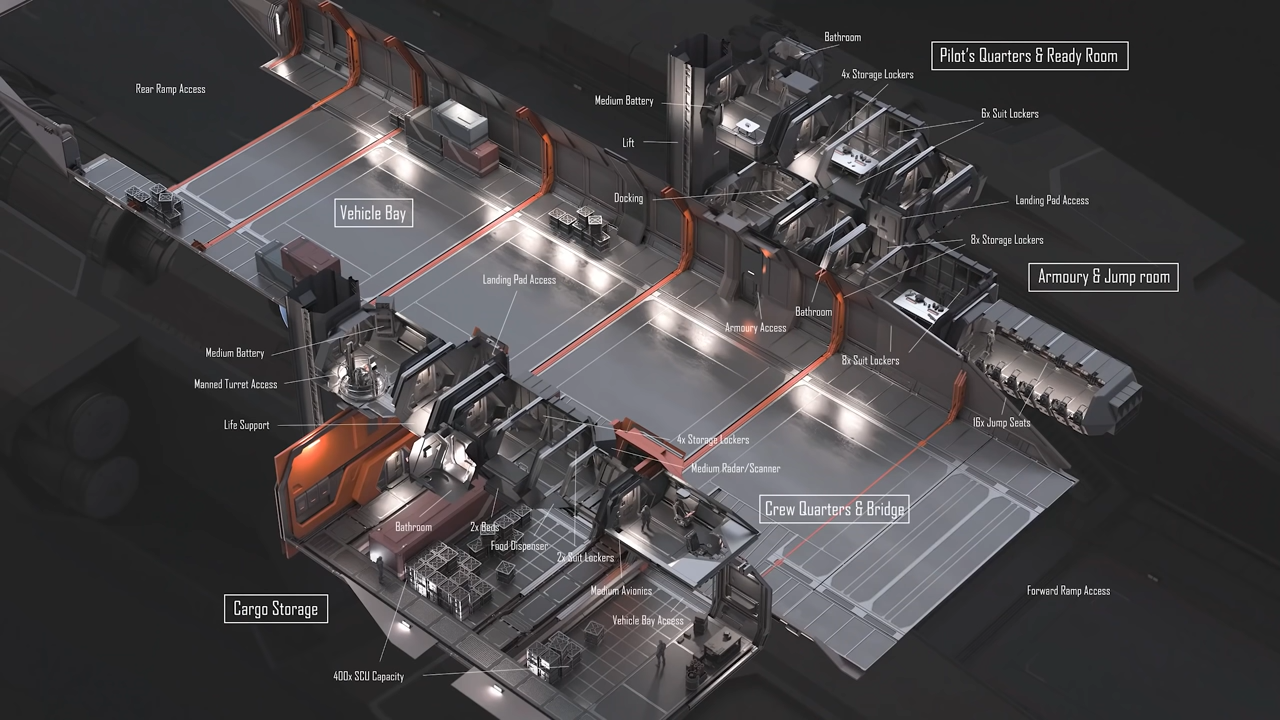 Bathroom
Pilot's Quarters & Ready Room
4x Storage Lockers
Rear Ramp Access
Medium Battery
6x Suit Lockers
Lift
Docking
Landing Pad Access
Vehicle Bay
8x Storage Lockers
Armoury & Jump room
Landing Pad Access
Bathroom
Armoury Access
Medium Battery
8x Suit Lockers
Manned Turret Access
Life Support
16x Jump Seats
4x Storage Lockers
Medium Radar/Scanner
Crew Quarters & Bridge
Bathroom
2x Beds
Food Dispenser
2x Suit Lockers
Medium Avionics
Forward Ramp Access
Cargo Storage
Vehicle Bay Access
400x SCU Capacity